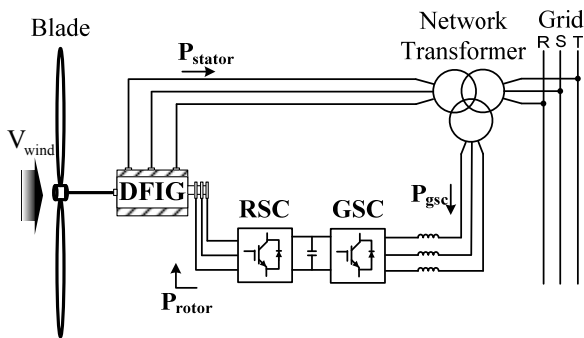 Blade
V_wind
P_stator
Network
Transformer
Grid
R S T
DFIG
RSC
GSC
P_gsc
P_rotor